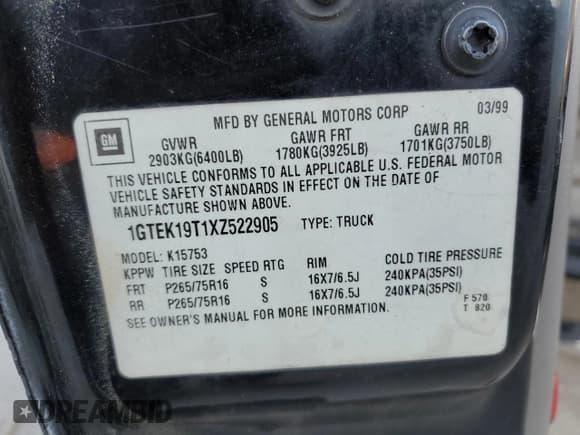 GM
MFD BY GENERAL MOTORS CORP 03/99
GVWR GAWR FRT GAWR RR
2903KG(6400LB) 1780KG(3925LB) 1701KG(3750LB)
THIS VEHICLE CONFORMS TO ALL APPLICABLE U.S. FEDERAL MOTOR
VEHICLE SAFETY STANDARDS IN EFFECT ON THE DATE OF
MANUFACTURE SHOWN ABOVE.
1GTEK19T1XZ522905 TYPE: TRUCK
MODEL: K15753
KPPW TIRE SIZE SPEED RTG RIM COLD TIRE PRESSURE
FRT P265/75R16 S 16X7/6.5J 240KPA(35PSI)
RR P265/75R16 S 16X7/6.5J 240KPA(35PSI)
SEE OWNER'S MANUAL FOR MORE INFORMATION.
F 578
T 820
DREAMBID